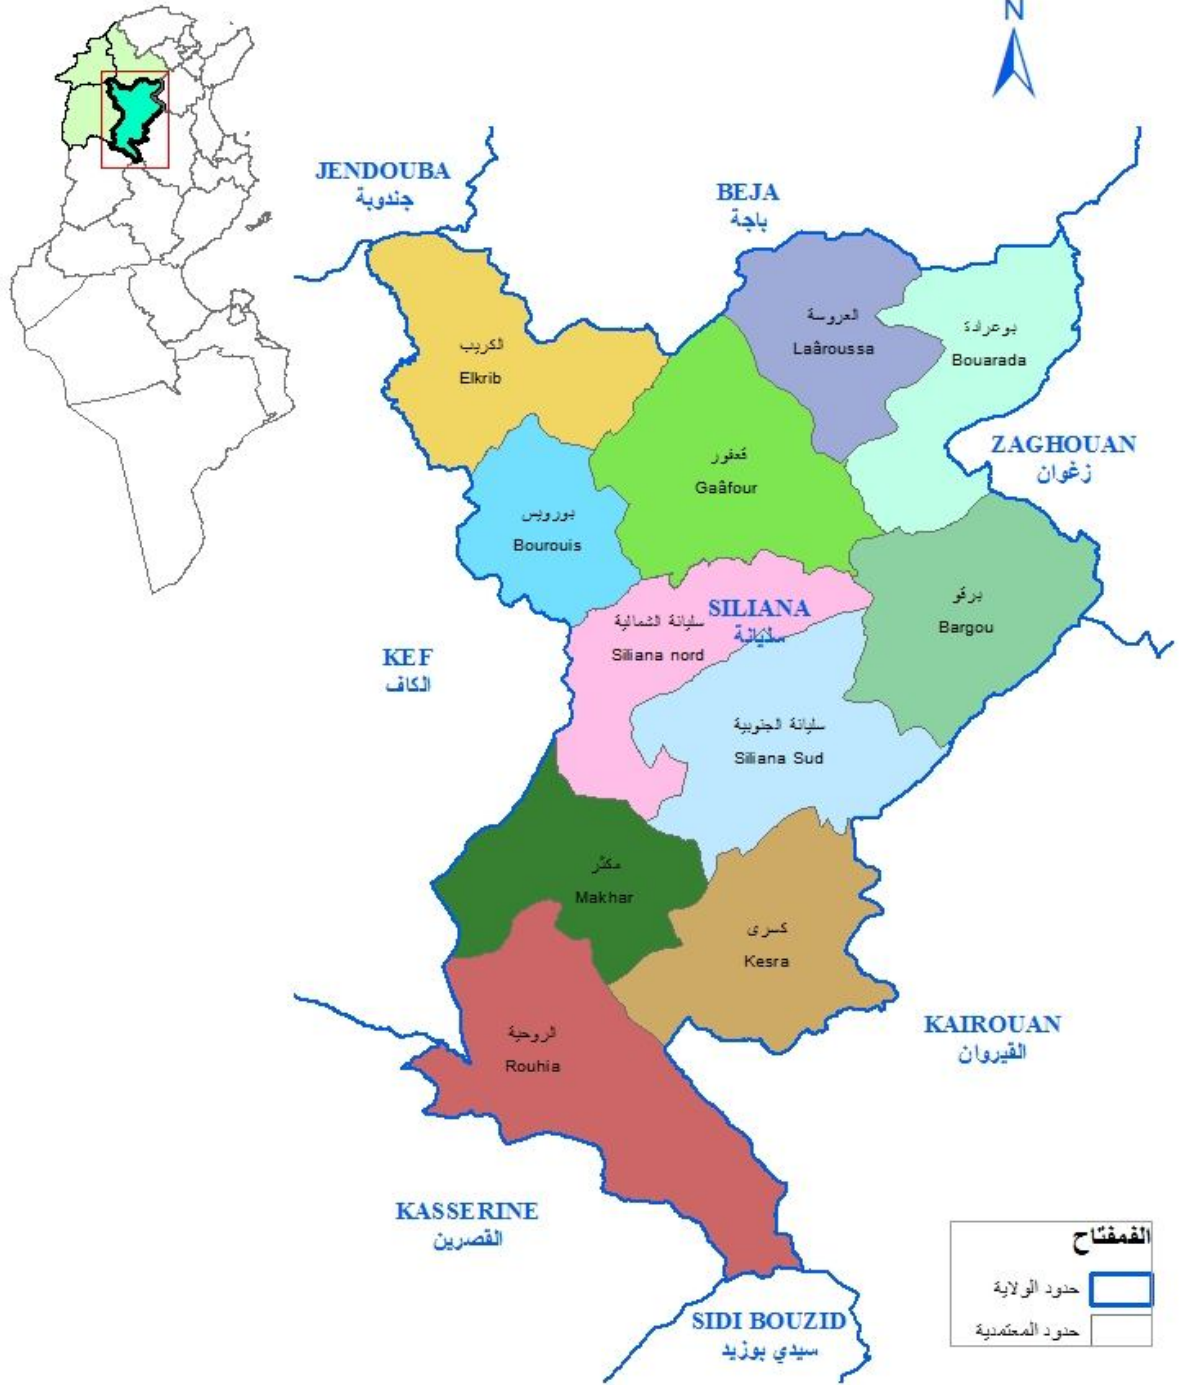 N
JENDOUBA
جندوبة
BEJA
باجة
العروسة
Laâroussa
بوعرادة
Bouarada
الكريب
Elkrib
ZAGHOUAN
زغوان
قعفور
Gaâfour
بورويس
Bourouis
برقو
Bargou
SILIANA
سليانة
سليانة الشمالية
Siliana nord
KEF
الكاف
سليانة الجنوبية
Siliana Sud
مكثر
Makhar
كسرى
Kesra
KAIROUAN
القيروان
الروحية
Rouhia
KASSERINE
القصرين
SIDI BOUZID
سيدي بوزيد
الفمفتاح
حدود الولاية
حدود المعتمدية